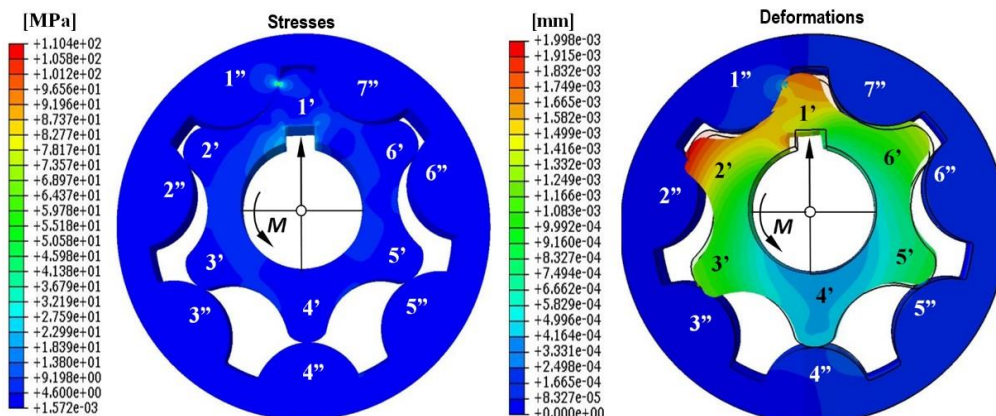 [MPa]
Stresses
+1.104e+02
+1.058e+02
+1.012e+02
+9.656e+01
+9.196e+01
+8.737e+01
+8.277e+01
+7.817e+01
+7.357e+01
+6.897e+01
+6.437e+01
+5.978e+01
+5.058e+01
+4.598e+01
+4.138e+01
+3.679e+01
+3.219e+01
+2.759e+01
+2.299e+01
+1.839e+01
+1.380e+01
+9.198e+00
+4.600e+00
+1.572e-03
1”
7”
1’
2’
6’
2”
6”
M
3’
5’
4’
3”
5”
4”
[mm]
Deformations
+1.998e-03
+1.915e-03
+1.832e-03
+1.749e-03
+1.665e-03
+1.582e-03
+1.499e-03
+1.416e-03
+1.332e-03
+1.249e-03
+1.166e-03
+1.083e-03
+9.992e-04
+9.160e-04
+8.327e-04
+7.494e-04
+6.662e-04
+5.829e-04
+4.996e-04
+3.331e-04
+2.498e-04
+1.665e-04
+8.327e-05
+0.000e+00
1”
7”
1’
2’
6’
2”
6”
M
3’
5’
4’
3”
5”
4”